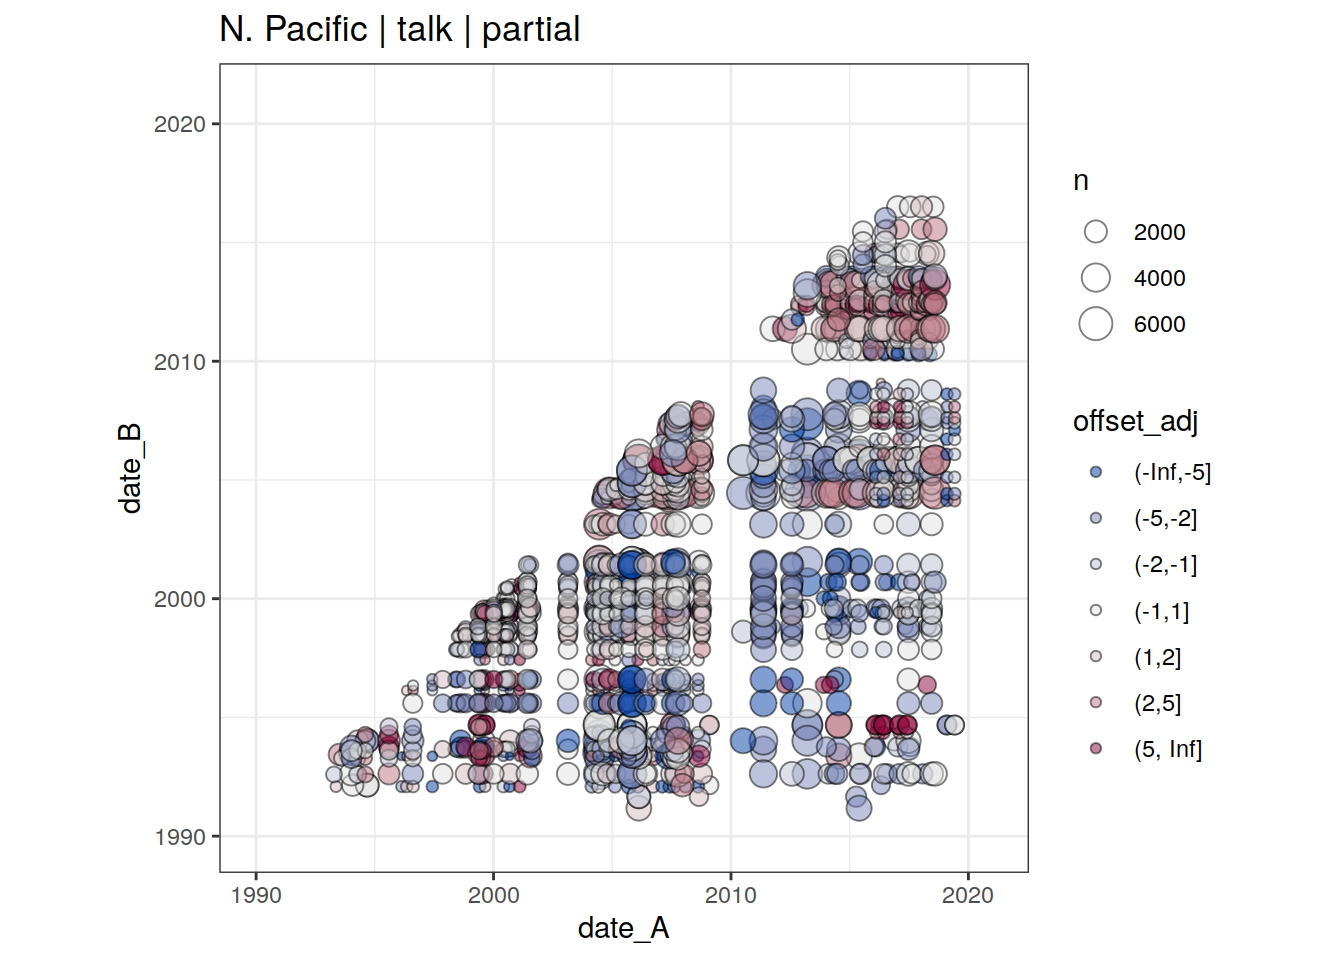 N. Pacific | talk | partial
2020
2010
2000
1990
date_B
1990
2000
2010
2020
date_A
n
2000
4000
6000
offset_adj
(-Inf,-5]
(-5,-2]
(-2,-1]
(-1,1]
(1,2]
(2,5]
(5, Inf]